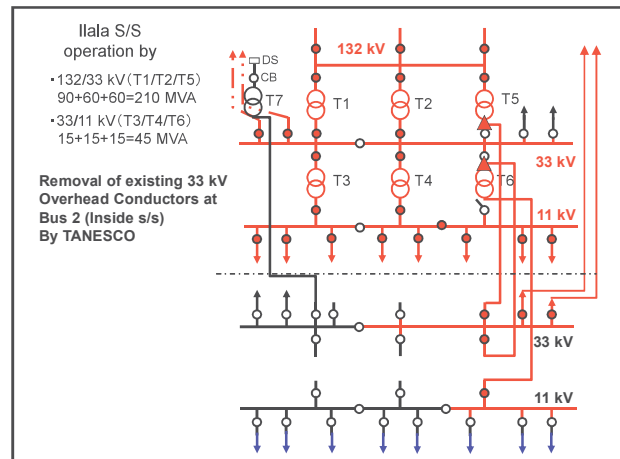 Ilala S/S
operation by
・132/33 kV(T1/T2/T5)
90+60+60=210 MVA
・33/11 kV(T3/T4/T6)
15+15+15=45 MVA
Removal of existing 33 kV
Overhead Conductors at
Bus 2 (Inside s/s)
By TANESCO
DS
CB
T7
132 kV
T1
T2
T5
33 kV
T3
T4
T6
11 kV
33 kV
11 kV